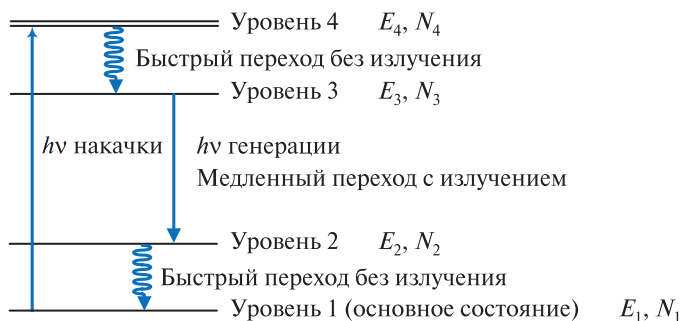 Уровень 4 E₄, N₄
Быстрый переход без излучения
Уровень 3 E₃, N₃
hν накачки hν генерации
Медленный переход с излучением
Уровень 2 E₂, N₂
Быстрый переход без излучения
Уровень 1 (основное состояние) E₁, N₁